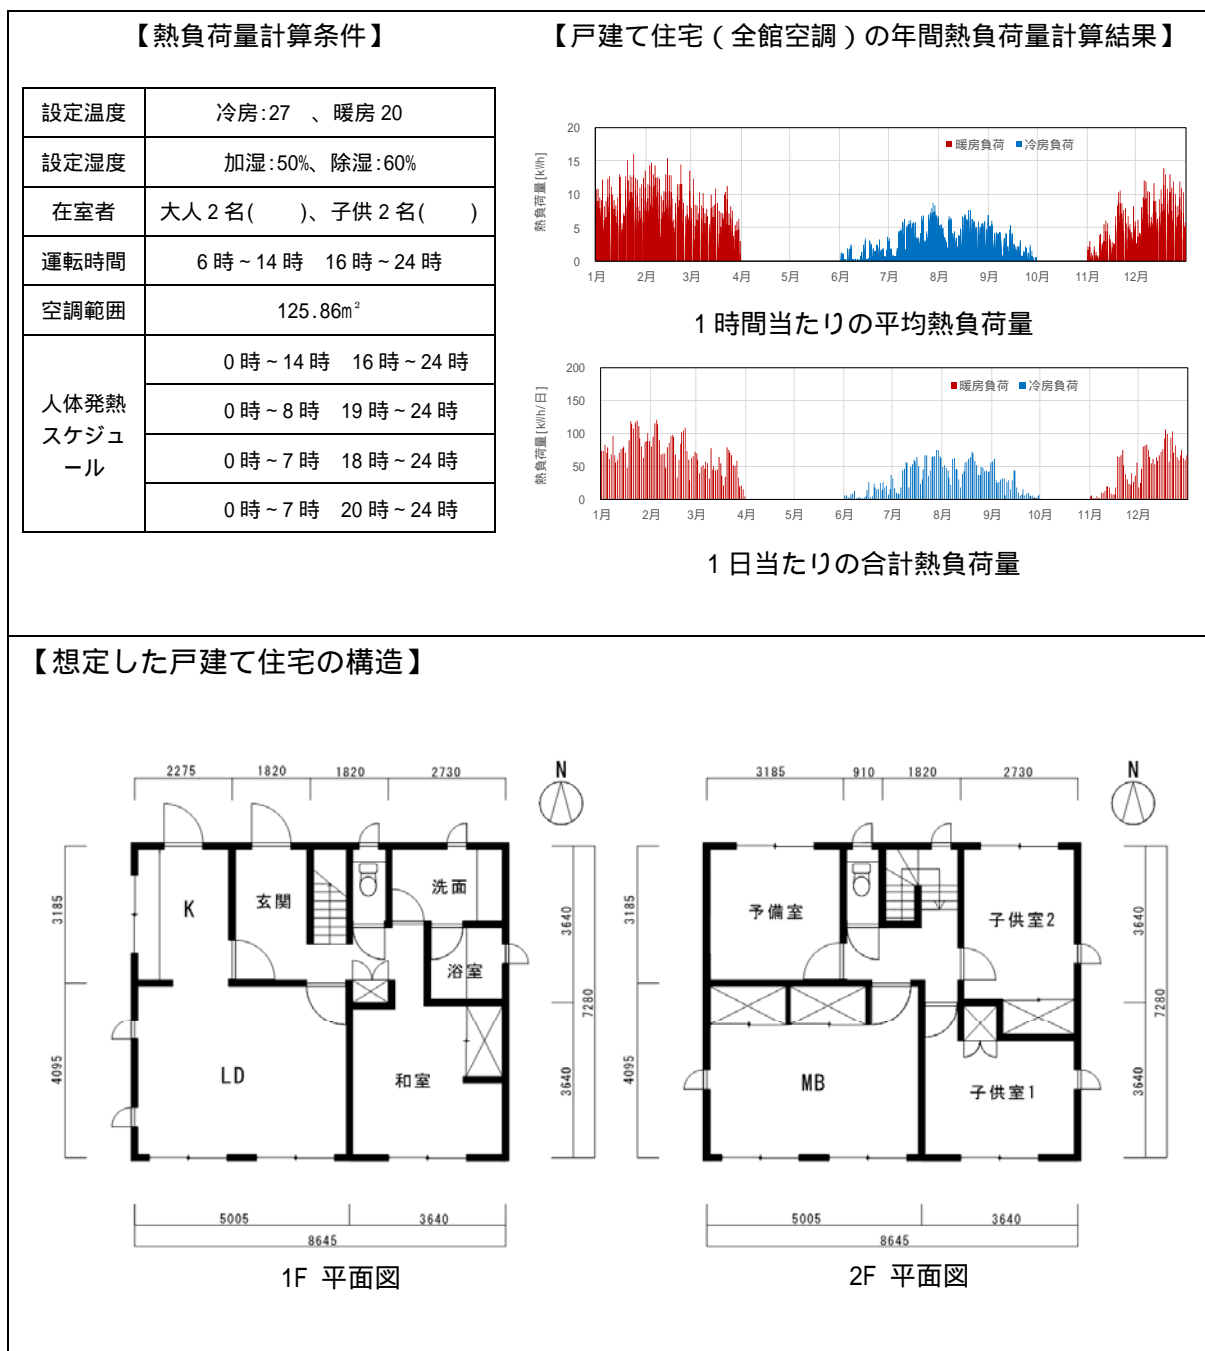 【熱負荷量計算条件】
設定温度 冷房:27 、暖房 20
設定湿度 加湿:50%、除湿:60%
在室者 大人 2 名( )、子供 2 名( )
運転時間 6 時~14 時 16 時~24 時
空調範囲 125.86m²
人体発熱スケジュール
0 時~14 時 16 時~24 時
0 時~8 時 19 時~24 時
0 時~7 時 18 時~24 時
0 時~7 時 20 時~24 時
【戸建て住宅(全館空調)の年間熱負荷量計算結果】
熱負荷量[kWh]
20
15
10
5
0
■暖房負荷 ■冷房負荷
1月 2月 3月 4月 5月 6月 7月 8月 9月 10月 11月 12月
1 時間当たりの平均熱負荷量
熱負荷量[kWh/日]
200
150
100
50
0
■暖房負荷 ■冷房負荷
1月 2月 3月 4月 5月 6月 7月 8月 9月 10月 11月 12月
1 日当たりの合計熱負荷量
【想定した戸建て住宅の構造】
2275 1820 1820 2730
N
3185
4095
K
玄関
洗面
浴室
LD
和室
3640
3640
7280
5005 3640
8645
1F 平面図
3185 910 1820 2730
N
3185
4095
予備室
子供室2
MB
子供室1
3640
3640
7280
5005 3640
8645
2F 平面図